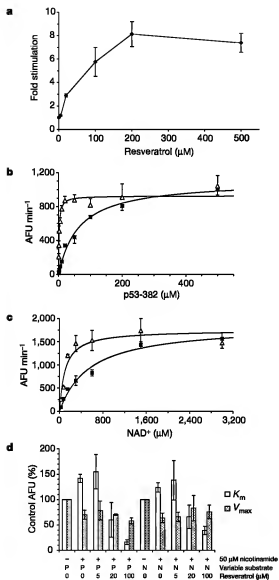 a
Fold stimulation
10
8
6
4
2
0
0 100 200 300 400 500
Resveratrol (µM)
b
AFU min⁻¹
1,200
800
400
0
0 100 200 300 400 500
p53-382 (µM)
c
AFU min⁻¹
2,000
1,500
1,000
500
0
0 600 1,200 1,800 2,400 3,000
NAD⁺ (µM)
d
Control AFU (%)
200
150
100
50
0
Km
Vmax
− + + + + − + + + + 50 µM nicotinamide
P P P P P N N N N N Variable substrate
0 0 5 20 100 0 0 5 20 50 Resveratrol (µM)